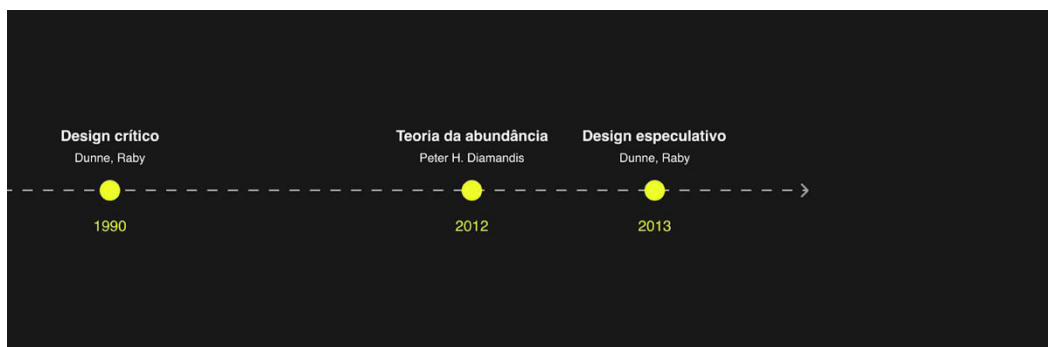 Design crítico
Dunne, Raby
1990
Teoria da abundância
Peter H. Diamandis
2012
Design especulativo
Dunne, Raby
2013